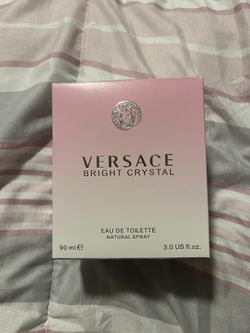 VERSACE
BRIGHT CRYSTAL
EAU DE TOILETTE
NATURAL SPRAY
90 ml ℮ 3.0 US fl.oz.